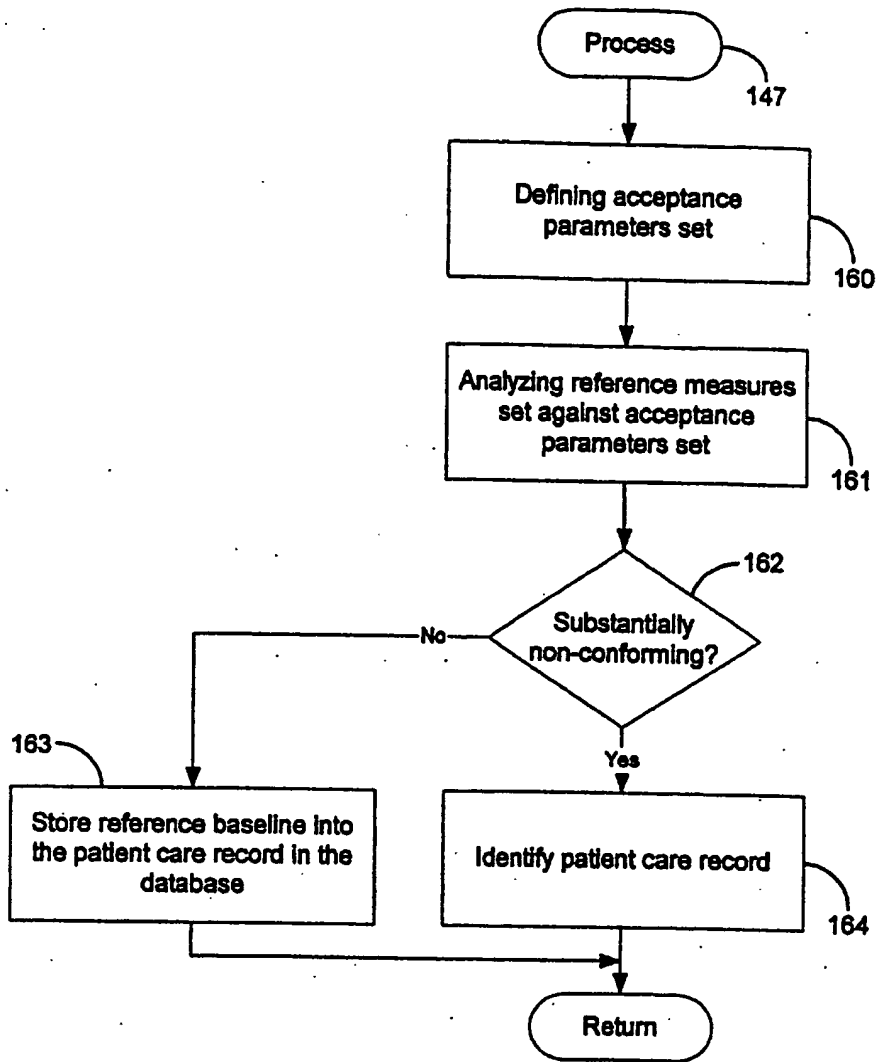 Process
147
Defining acceptance
parameters set
160
Analyzing reference measures
set against acceptance
parameters set
161
162
Substantially
non-conforming?
No
Yes
163
Store reference baseline into
the patient care record in the
database
Identify patient care record
164
Return